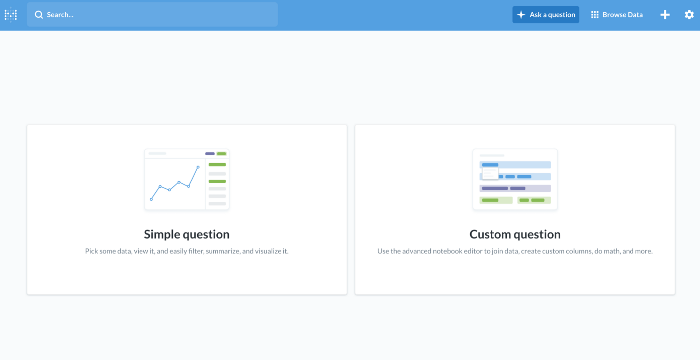 Search...
Ask a question
Browse Data
Simple question
Pick some data, view it, and easily filter, summarize, and visualize it.
Custom question
Use the advanced notebook editor to join data, create custom columns, do math, and more.